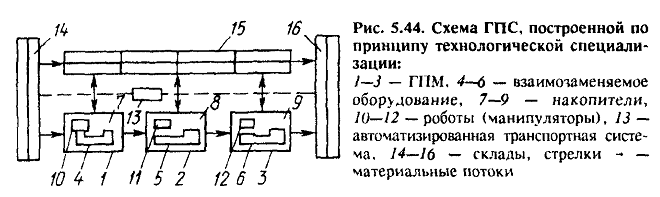 14
15
16
7
13
8
9
10
4
1
11
5
2
12
6
3
Рис. 5.44. Схема ГПС, построенной по
принципу технологической специали-
зации:
1—3 — ГПМ, 4—6 — взаимозаменяемое
оборудование, 7—9 — накопители,
10—12 — роботы (манипуляторы), 13 —
автоматизированная транспортная систе-
ма, 14—16 — склады, стрелки → —
материальные потоки